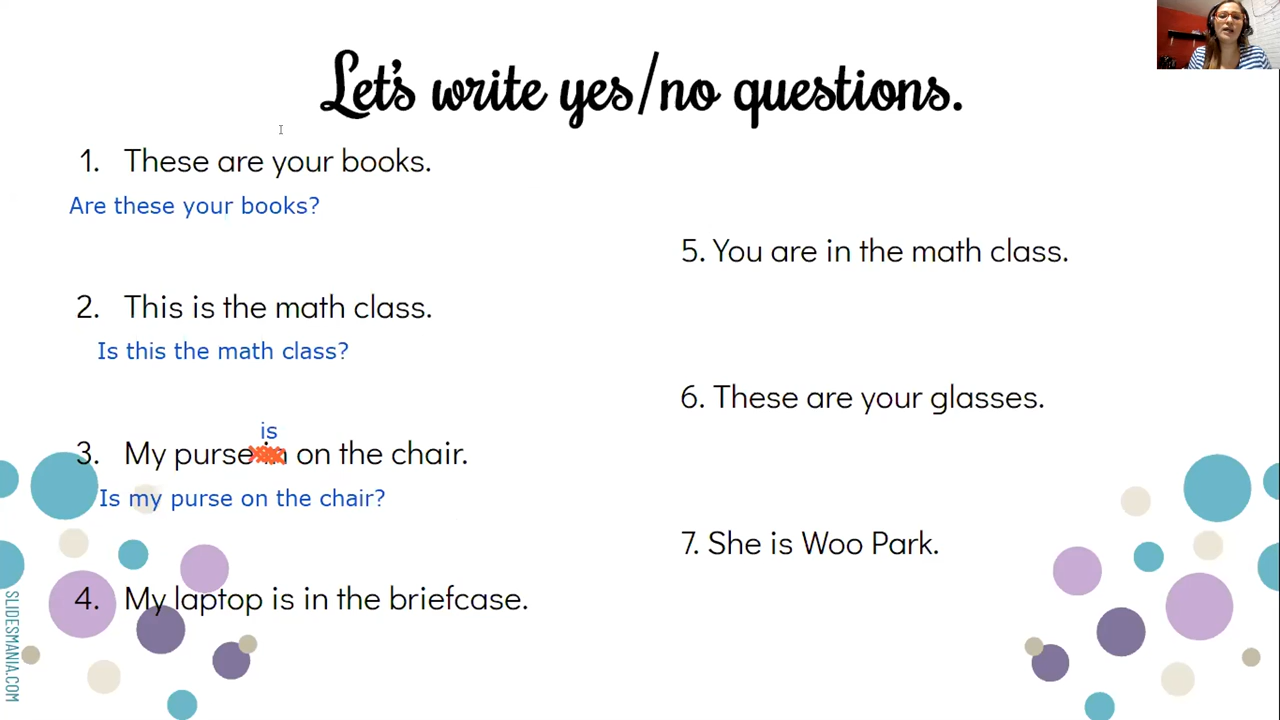 Let's write yes/no questions.
1. These are your books.
Are these your books?
2. This is the math class.
Is this the math class?
is
3. My purse in on the chair.
Is my purse on the chair?
4. My laptop is in the briefcase.
5. You are in the math class.
6. These are your glasses.
7. She is Woo Park.
SLIDESMANIA.COM